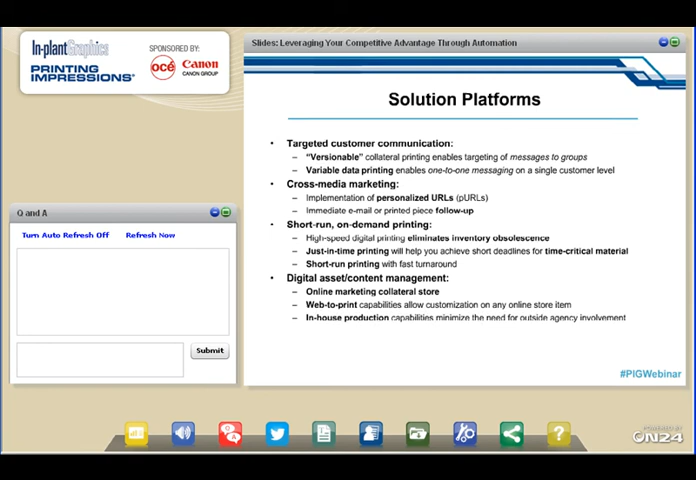 In-plantGraphics
PRINTING
IMPRESSIONS®
SPONSORED BY:
océ
Canon
CANON GROUP
Slides: Leveraging Your Competitive Advantage Through Automation
Solution Platforms
• Targeted customer communication:
– “Versionable” collateral printing enables targeting of messages to groups
– Variable data printing enables one-to-one messaging on a single customer level
• Cross-media marketing:
– Implementation of personalized URLs (pURLs)
– Immediate e-mail or printed piece follow-up
• Short-run, on-demand printing:
– High-speed digital printing eliminates inventory obsolescence
– Just-in-time printing will help you achieve short deadlines for time-critical material
– Short-run printing with fast turnaround
• Digital asset/content management:
– Online marketing collateral store
– Web-to-print capabilities allow customization on any online store item
– In-house production capabilities minimize the need for outside agency involvement
#PIGWebinar
Q and A
Turn Auto Refresh Off Refresh Now
Submit
Q
A
?
POWERED BY
ON24